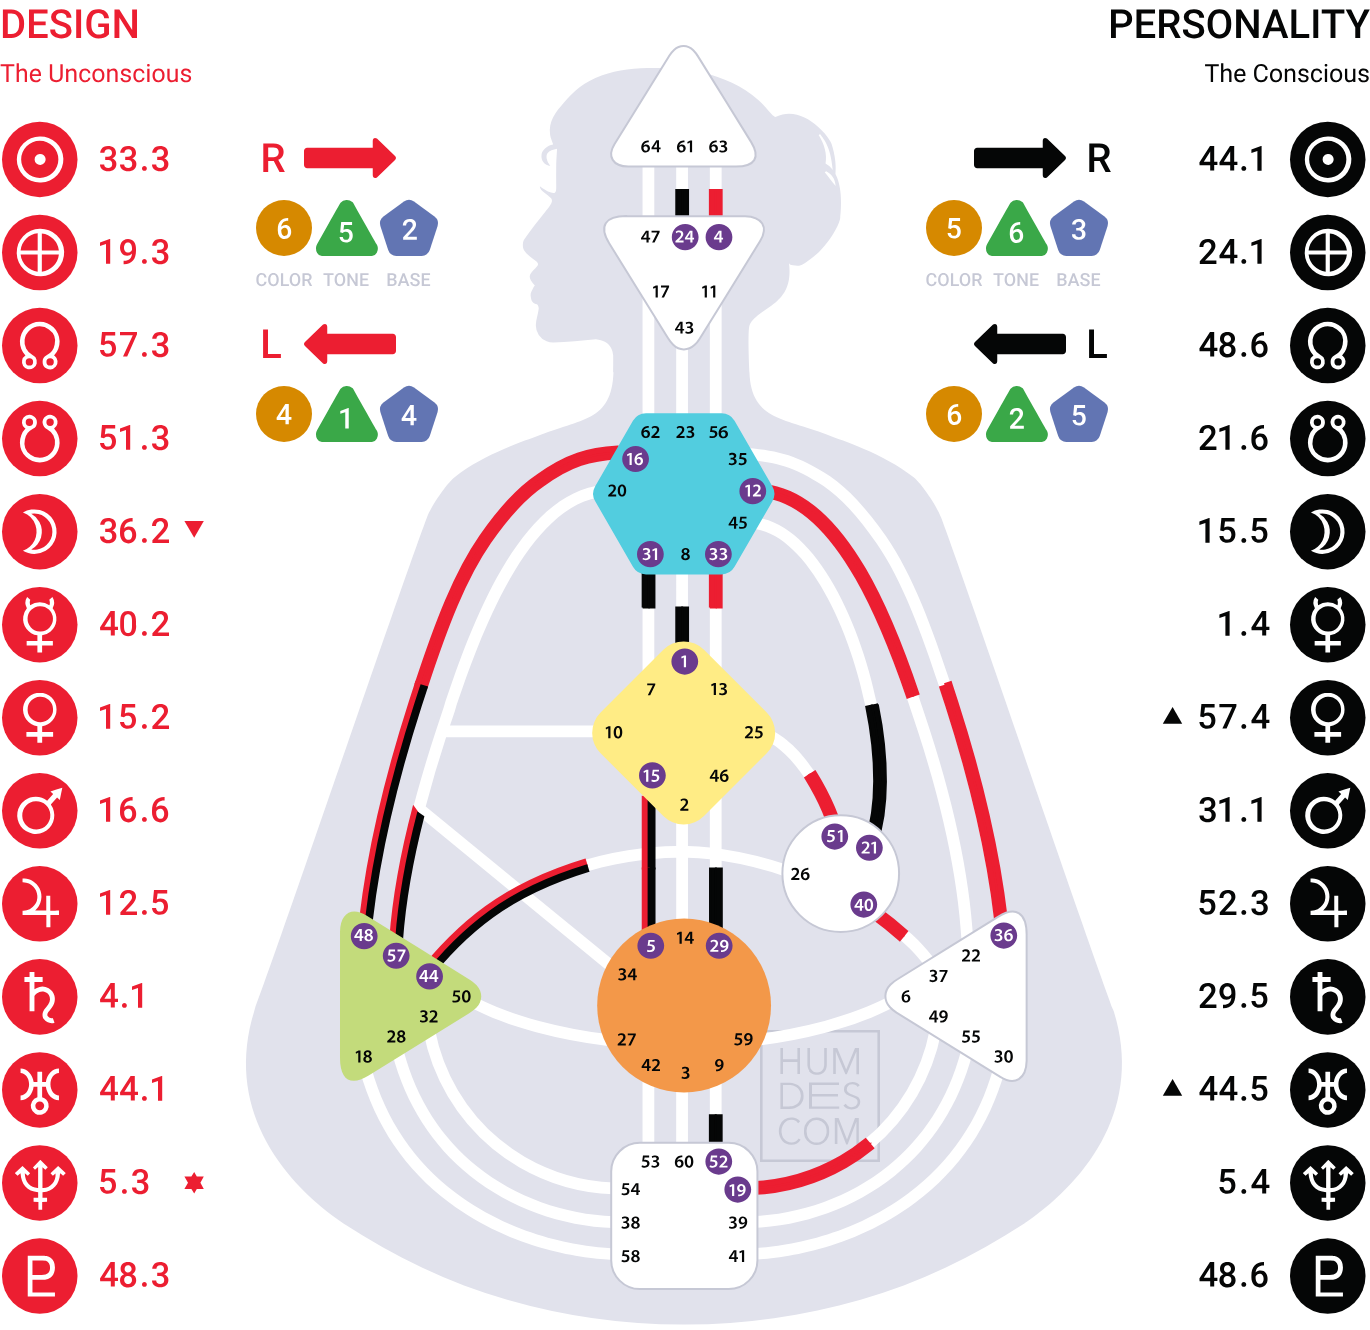 DESIGN
PERSONALITY
The Unconscious
The Conscious
33.3
R
R
44.1
6 5 2
COLOR TONE BASE
5 6 3
COLOR TONE BASE
19.3
24.1
57.3
L
L
48.6
4 1 4
6 2 5
51.3
21.6
36.2
15.5
40.2
1.4
15.2
57.4
16.6
31.1
12.5
52.3
4.1
29.5
44.1
44.5
5.3
5.4
48.3
48.6
64 61 63
47 24 4
17 11
43
62 23 56
16 35
20 12
45
31 8 33
1
7 13
10 25
15 46
2
51 21
26
40
48
57
44
50
32
28
18
5 14 29
34
27 59
42 3 9
36
22
37
6
49
55
30
53 60 52
54 19
38 39
58 41
HUM
DES
COM